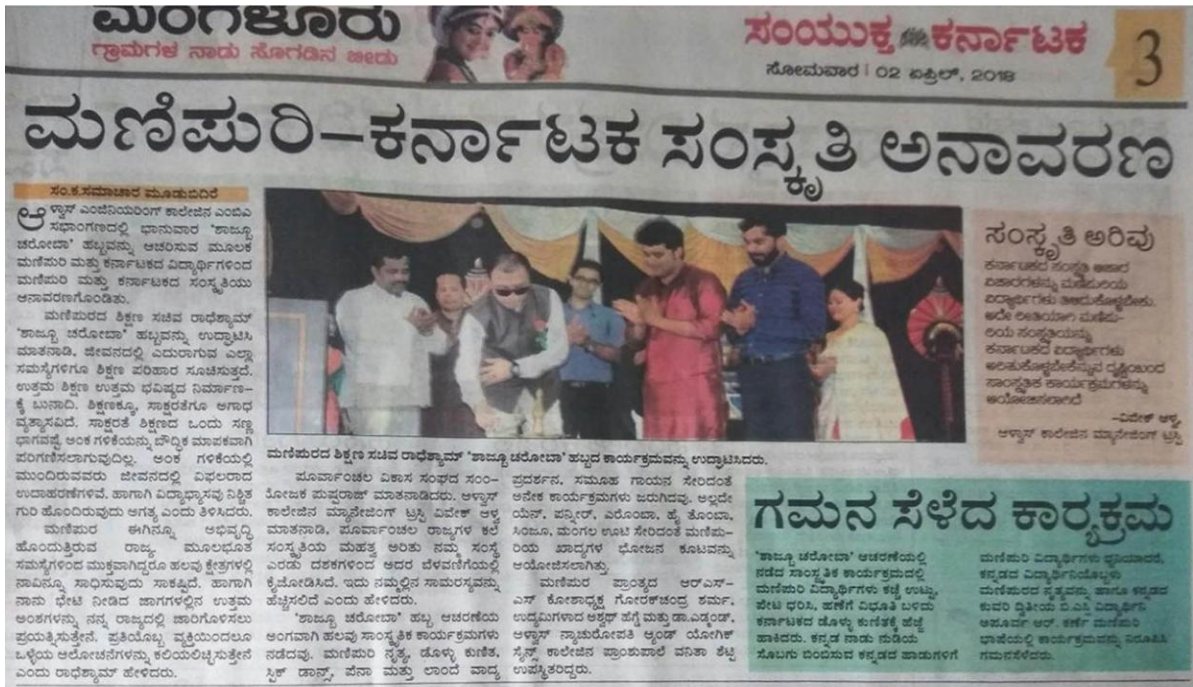 ಮಂಗಳೂರು
ಗ್ರಾಮಗಳ ನಾಡು ಸೊಗಡಿನ ಬೀಡು
ಸಂಯುಕ್ತ ಕರ್ನಾಟಕ
ಸೋಮವಾರ | 02 ಏಪ್ರಿಲ್, 2018
3
ಮಣಿಪುರಿ–ಕರ್ನಾಟಕ ಸಂಸ್ಕೃತಿ ಅನಾವರಣ
ಸಂ.ಕ.ಸಮಾಚಾರ ಮೂಡುಬಿದಿರೆ
ಆಳ್ವಾಸ್ ಎಂಜಿನಿಯರಿಂಗ್ ಕಾಲೇಜಿನ ಎಂಬಿಎ
ಸಭಾಂಗಣದಲ್ಲಿ ಭಾನುವಾರ ‘ಶಾಜ್ಬೂ
ಚರೋಬಾ’ ಹಬ್ಬವನ್ನು ಆಚರಿಸುವ ಮೂಲಕ
ಮಣಿಪುರಿ ಮತ್ತು ಕರ್ನಾಟಕದ ವಿದ್ಯಾರ್ಥಿಗಳಿಂದ
ಮಣಿಪುರಿ ಮತ್ತು ಕರ್ನಾಟಕದ ಸಂಸ್ಕೃತಿಯು
ಅನಾವರಣಗೊಂಡಿತು.
ಮಣಿಪುರದ ಶಿಕ್ಷಣ ಸಚಿವ ರಾಧೆಶ್ಯಾಮ್
‘ಶಾಜ್ಬೂ ಚರೋಬಾ’ ಹಬ್ಬವನ್ನು ಉದ್ಘಾಟಿಸಿ
ಮಾತನಾಡಿ, ಜೀವನದಲ್ಲಿ ಎದುರಾಗುವ ಎಲ್ಲಾ
ಸಮಸ್ಯೆಗಳಿಗೂ ಶಿಕ್ಷಣ ಪರಿಹಾರ ಸೂಚಿಸುತ್ತದೆ.
ಉತ್ತಮ ಶಿಕ್ಷಣ ಉತ್ತಮ ಭವಿಷ್ಯದ ನಿರ್ಮಾಣ-
ಕ್ಕೆ ಬುನಾದಿ. ಶಿಕ್ಷಣಕ್ಕೂ, ಸಾಕ್ಷರತೆಗೂ ಅಗಾಧ
ವ್ಯತ್ಯಾಸವಿದೆ. ಸಾಕ್ಷರತೆ ಶಿಕ್ಷಣದ ಒಂದು ಸಣ್ಣ
ಭಾಗವಷ್ಟೆ. ಅಂಕ ಗಳಿಕೆಯನ್ನು ಬೌದ್ಧಿಕ ಮಾಪಕವಾಗಿ
ಪರಿಗಣಿಸಲಾಗುವುದಿಲ್ಲ. ಅಂಕ ಗಳಿಕೆಯಲ್ಲಿ
ಮುಂದಿರುವವರು ಜೀವನದಲ್ಲಿ ವಿಫಲರಾದ
ಉದಾಹರಣೆಗಳಿವೆ. ಹಾಗಾಗಿ ವಿದ್ಯಾಭ್ಯಾಸವು ನಿಶ್ಚಿತ
ಗುರಿ ಹೊಂದಿರುವುದು ಅಗತ್ಯ ಎಂದು ತಿಳಿಸಿದರು.
ಮಣಿಪುರ ಈಗಿನ್ನೂ ಅಭಿವೃದ್ಧಿ
ಹೊಂದುತ್ತಿರುವ ರಾಜ್ಯ. ಮೂಲಭೂತ
ಸಮಸ್ಯೆಗಳಿಂದ ಮುಕ್ತವಾಗಿದ್ದರೂ ಹಲವು ಕ್ಷೇತ್ರಗಳಲ್ಲಿ
ನಾವಿನ್ನೂ ಸಾಧಿಸುವುದು ಸಾಕಷ್ಟಿದೆ. ಹಾಗಾಗಿ
ನಾನು ಭೇಟಿ ನೀಡಿದ ಜಾಗಗಳಲ್ಲಿನ ಉತ್ತಮ
ಅಂಶಗಳನ್ನು ನನ್ನ ರಾಜ್ಯದಲ್ಲಿ ಜಾರಿಗೊಳಿಸಲು
ಪ್ರಯತ್ನಿಸುತ್ತೇನೆ. ಪ್ರತಿಯೊಬ್ಬ ವ್ಯಕ್ತಿಯಿಂದಲೂ
ಒಳ್ಳೆಯ ಆಲೋಚನೆಗಳನ್ನು ಕಲಿಯಲಿಚ್ಛಿಸುತ್ತೇನೆ
ಎಂದು ರಾಧೆಶ್ಯಾಮ್ ಹೇಳಿದರು.
ಮಣಿಪುರದ ಶಿಕ್ಷಣ ಸಚಿವ ರಾಧೆಶ್ಯಾಮ್ ‘ಶಾಜ್ಬೂ ಚರೋಬಾ’ ಹಬ್ಬದ ಕಾರ್ಯಕ್ರಮವನ್ನು ಉದ್ಘಾಟಿಸಿದರು.
ಪೂರ್ವಾಂಚಲ ವಿಕಾಸ ಸಂಘದ ಸಂಂ-
ಯೋಜಕ ಪುಷ್ಪರಾಜ್ ಮಾತನಾಡಿದರು. ಆಳ್ವಾಸ್
ಕಾಲೇಜಿನ ಮ್ಯಾನೇಜಿಂಗ್ ಟ್ರಸ್ಟಿ ವಿವೇಕ್ ಆಳ್ವ
ಮಾತನಾಡಿ, ಪೂರ್ವಾಂಚಲ ರಾಜ್ಯಗಳ ಕಲೆ
ಸಂಸ್ಕೃತಿಯ ಮಹತ್ವ ಅರಿತು ನಮ್ಮ ಸಂಸ್ಥೆ
ಎರಡು ದಶಕಗಳಿಂದ ಅದರ ಬೆಳವಣಿಗೆಯಲ್ಲಿ
ಕೈಜೋಡಿಸಿದೆ. ಇದು ನಮ್ಮಲ್ಲಿನ ಸಾಮರಸ್ಯವನ್ನು
ಹೆಚ್ಚಿಸಲಿದೆ ಎಂದು ಹೇಳಿದರು.
‘ಶಾಜ್ಬೂ ಚರೋಬಾ’ ಹಬ್ಬ ಆಚರಣೆಯ
ಅಂಗವಾಗಿ ಹಲವು ಸಾಂಸ್ಕೃತಿಕ ಕಾರ್ಯಕ್ರಮಗಳು
ನಡೆದವು. ಮಣಿಪುರಿ ನೃತ್ಯ, ಡೊಳ್ಳು ಕುಣಿತ,
ಸ್ಟಿಕ್ ಡಾನ್ಸ್, ಪೆನಾ ಮತ್ತು ಲಾಂದೆ ವಾದ್ಯ
ಪ್ರದರ್ಶನ, ಸಮೂಹ ಗಾಯನ ಸೇರಿದಂತೆ
ಅನೇಕ ಕಾರ್ಯಕ್ರಮಗಳು ಜರುಗಿದವು. ಅಲ್ಲದೇ
ಯೆನ್, ಪನ್ನೀರ್, ಎರೊಂಬಾ, ಹೈ ತೊಂಬಾ,
ಸಿಂಜೂ, ಮಂಗಲ ಊಟಿ ಸೇರಿದಂತೆ ಮಣಿಪು-
ರಿಯ ಖಾದ್ಯಗಳ ಭೋಜನ ಕೂಟವನ್ನು
ಆಯೋಜಿಸಲಾಗಿತ್ತು.
ಮಣಿಪುರ ಪ್ರಾಂತ್ಯದ ಆರ್‌ಎಸ್-
ಎಸ್ ಕೋಶಾಧ್ಯಕ್ಷ ಗೋರಕ್‌ಚಂದ್ರ ಶರ್ಮ,
ಉದ್ಯಮಿಗಳಾದ ಅಶ್ವಥ್ ಹೆಗ್ಡೆ ಮತ್ತು ಡಾ.ಎಡ್ಮಂಡ್,
ಆಳ್ವಾಸ್ ನ್ಯಾಚುರೋಪತಿ ಆ್ಯಂಡ್ ಯೋಗಿಕ್
ಸೈನ್ಸ್ ಕಾಲೇಜಿನ ಪ್ರಾಂಶುಪಾಲೆ ವನಿತಾ ಶೆಟ್ಟಿ
ಉಪಸ್ಥಿತರಿದ್ದರು.
ಸಂಸ್ಕೃತಿ ಅರಿವು
ಕರ್ನಾಟಕದ ಸಂಸ್ಕೃತಿ ಆಚಾರ
ವಿಚಾರಗಳನ್ನು ಮಣಿಪುರಿಯ
ವಿದ್ಯಾರ್ಥಿಗಳು ತಿಳಿದುಕೊಳ್ಳಬೇಕು.
ಅದೇ ರೀತಿಯಾಗಿ ಮಣಿಪು-
ರಿಯ ಸಂಸ್ಕೃತಿಯನ್ನು
ಕರ್ನಾಟಕದ ವಿದ್ಯಾರ್ಥಿಗಳು
ಅರಿತುಕೊಳ್ಳಬೇಕೆನ್ನುವ ದೃಷ್ಟಿಯಿಂದ
ಸಾಂಸ್ಕೃತಿಕ ಕಾರ್ಯಕ್ರಮಗಳನ್ನು
ಆಯೋಜಿಸಲಾಗಿದೆ
–ವಿವೇಕ್ ಆಳ್ವ,
ಆಳ್ವಾಸ್ ಕಾಲೇಜಿನ ಮ್ಯಾನೇಜಿಂಗ್ ಟ್ರಸ್ಟಿ
ಗಮನ ಸೆಳೆದ ಕಾರ್‍ಯಕ್ರಮ
‘ಶಾಜ್ಬೂ ಚರೋಬಾ’ ಆಚರಣೆಯಲ್ಲಿ
ನಡೆದ ಸಾಂಸ್ಕೃತಿಕ ಕಾರ್ಯಕ್ರಮದಲ್ಲಿ
ಮಣಿಪುರಿ ವಿದ್ಯಾರ್ಥಿಗಳು ಕಚ್ಚೆ ಉಟ್ಟು,
ಪೇಟ ಧರಿಸಿ, ಹಣೆಗೆ ವಿಭೂತಿ ಬಳಿದು
ಕರ್ನಾಟಕದ ಡೊಳ್ಳು ಕುಣಿತಕ್ಕೆ ಹೆಜ್ಜೆ
ಹಾಕಿದರು. ಕನ್ನಡ ನಾಡು ನುಡಿಯ
ಸೊಬಗು ಬಿಂಬಿಸುವ ಕನ್ನಡದ ಹಾಡುಗಳಿಗೆ
ಮಣಿಪುರಿ ವಿದ್ಯಾರ್ಥಿಗಳು ಧ್ವನಿಯಾದರೆ,
ಕನ್ನಡದ ವಿದ್ಯಾರ್ಥಿನಿಯೊಬ್ಬಳು
ಮಣಿಪುರದ ನೃತ್ಯವನ್ನು ಹಾಗೂ ಕನ್ನಡದ
ಕುವರಿ ದ್ವಿತೀಯ ಬಿ.ಎಸ್ಸಿ ವಿದ್ಯಾರ್ಥಿನಿ
ಅಪೂರ್ವ ಆರ್. ಕರ್ಣೆ ಮಣಿಪುರಿ
ಭಾಷೆಯಲ್ಲಿ ಕಾರ್ಯಕ್ರಮವನ್ನು ನಿರೂಪಿಸಿ
ಗಮನಸೆಳೆದರು.